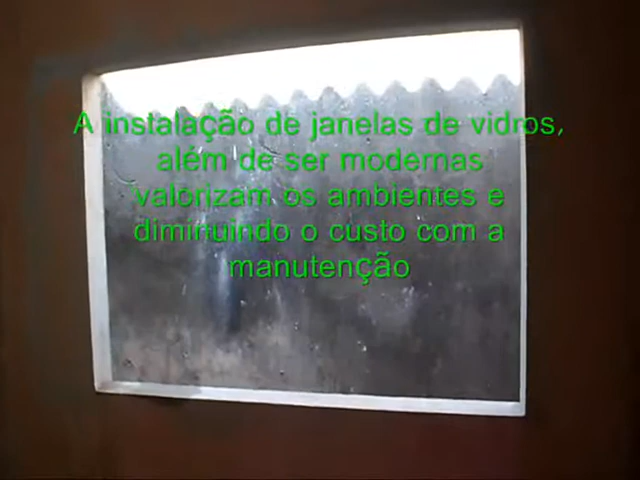 A instalação de janelas de vidros,
além de ser modernas
valorizam os ambientes e
diminuindo o custo com a
manutenção